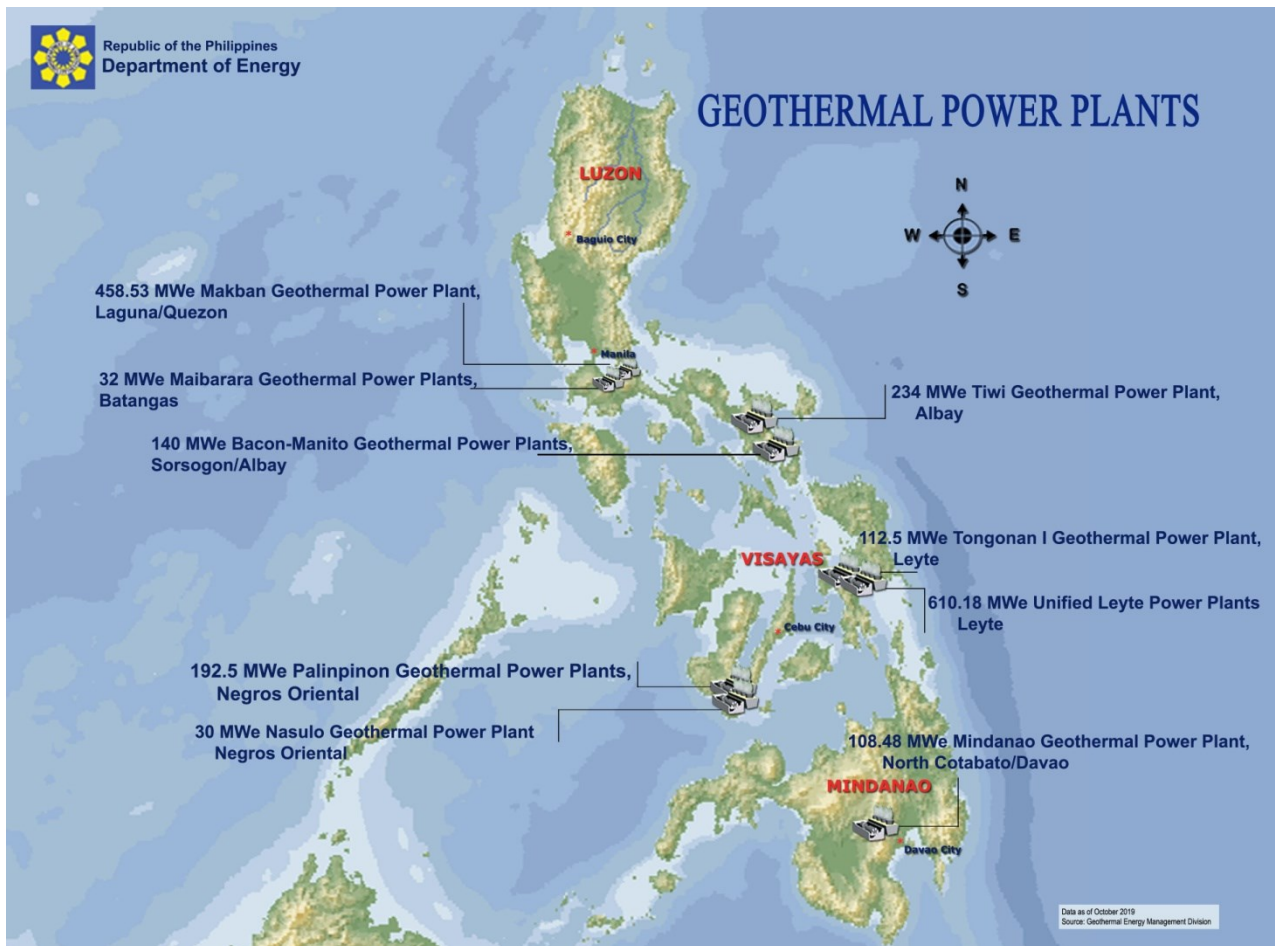 Republic of the Philippines
Department of Energy
GEOTHERMAL POWER PLANTS
LUZON
N
W
E
S
Baguio City
458.53 MWe Makban Geothermal Power Plant,
Laguna/Quezon
Manila
32 MWe Maibarara Geothermal Power Plants,
Batangas
234 MWe Tiwi Geothermal Power Plant,
Albay
140 MWe Bacon-Manito Geothermal Power Plants,
Sorsogon/Albay
112.5 MWe Tongonan I Geothermal Power Plant,
Leyte
VISAYAS
610.18 MWe Unified Leyte Power Plants
Leyte
Cebu City
192.5 MWe Palinpinon Geothermal Power Plants,
Negros Oriental
30 MWe Nasulo Geothermal Power Plant
Negros Oriental
108.48 MWe Mindanao Geothermal Power Plant,
North Cotabato/Davao
MINDANAO
Davao City
Data as of October 2019
Source: Geothermal Energy Management Division